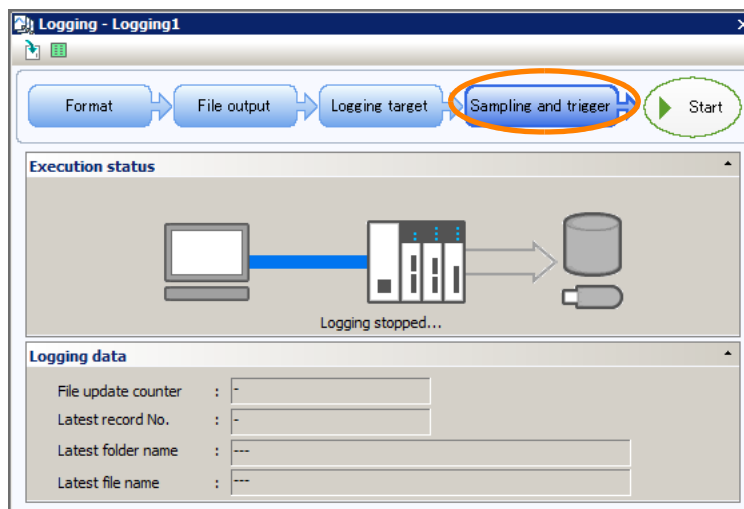 Logging - Logging1
Format File output Logging target Sampling and trigger Start
Execution status
Logging stopped...
Logging data
File update counter : -
Latest record No. : -
Latest folder name : ---
Latest file name : ---